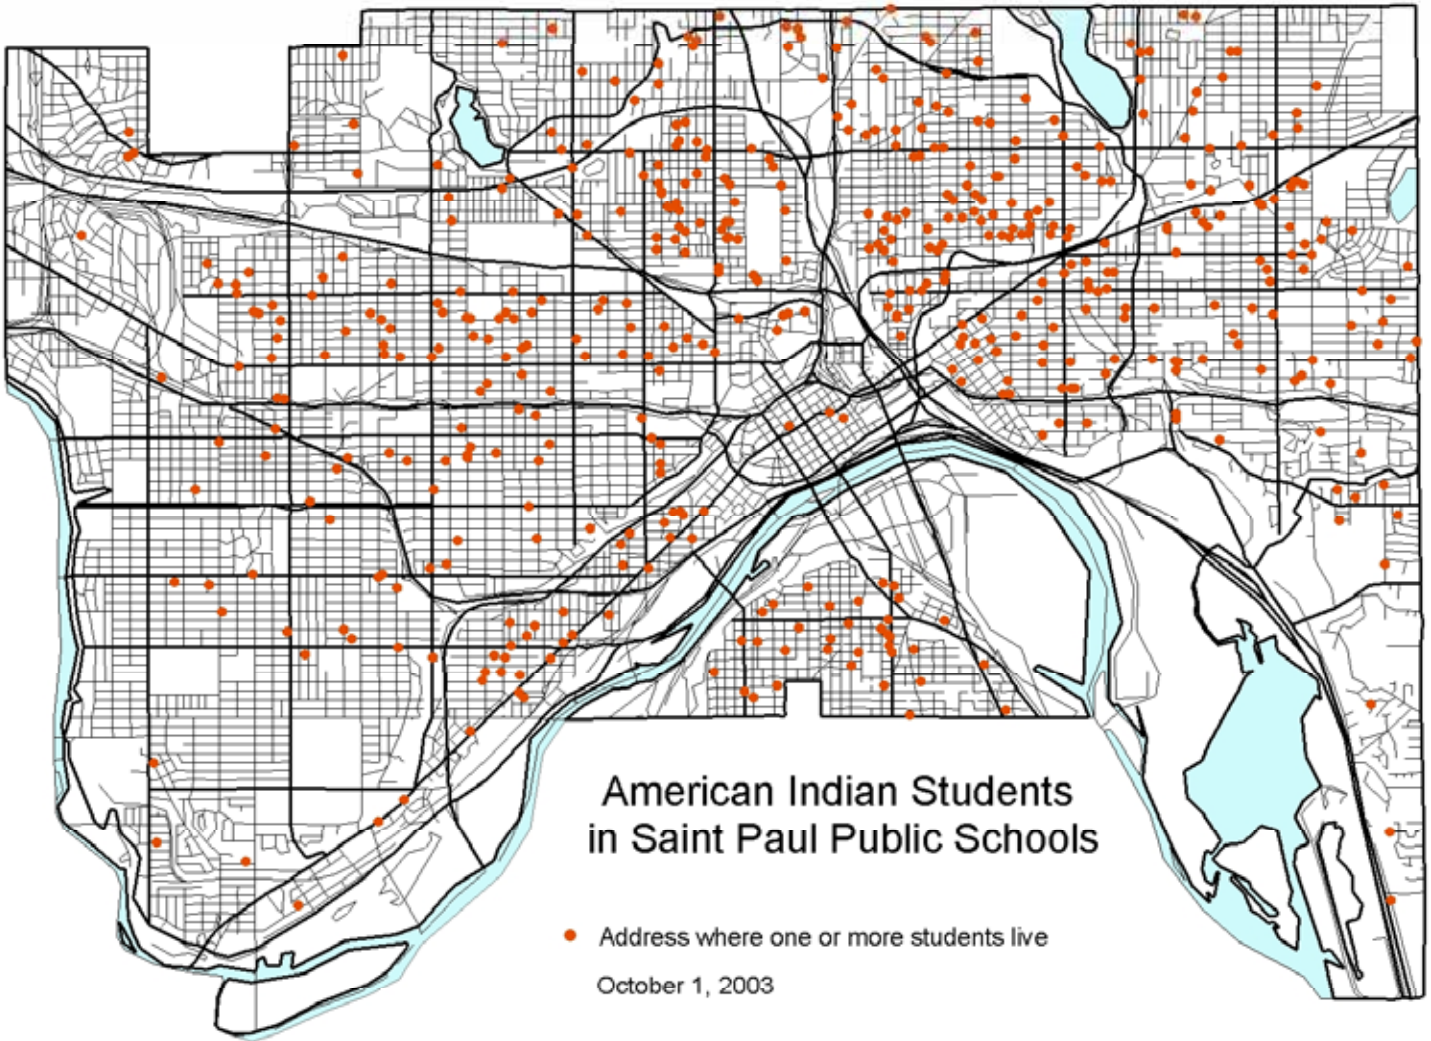 American Indian Students
in Saint Paul Public Schools
Address where one or more students live
October 1, 2003